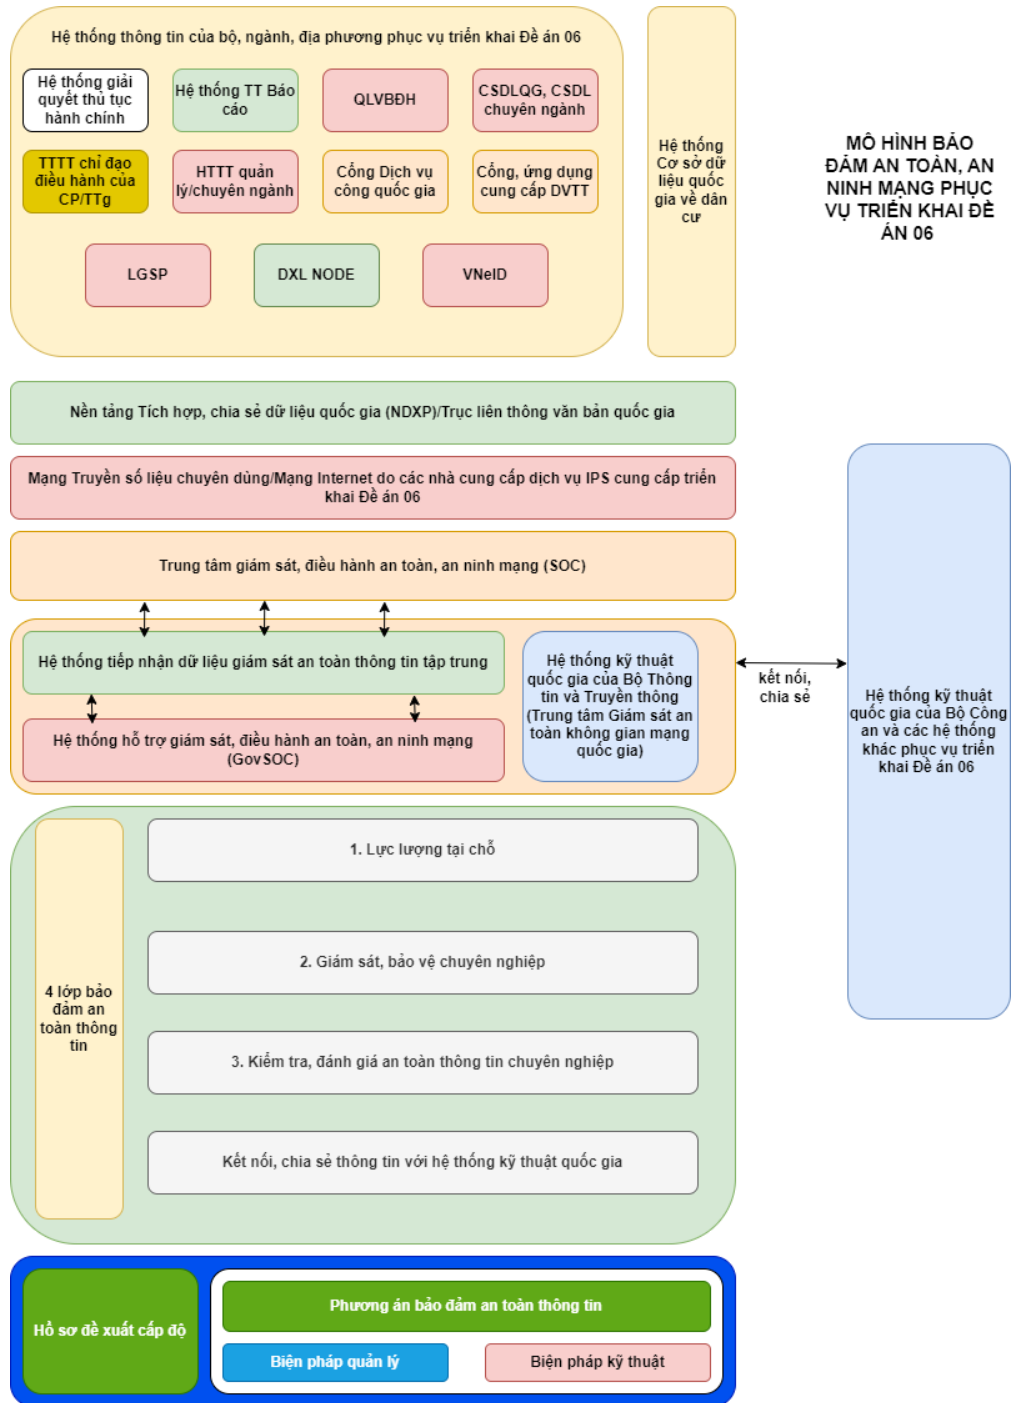 Hệ thống thông tin của bộ, ngành, địa phương phục vụ triển khai Đề án 06
Hệ thống giải
quyết thủ tục
hành chính
Hệ thống TT Báo
cáo
QLVBĐH
CSDLQG, CSDL
chuyên ngành
TTTT chỉ đạo
điều hành của
CP/TTg
HTTT quản
lý/chuyên ngành
Cổng Dịch vụ
công quốc gia
Cổng, ứng dụng
cung cấp DVTT
LGSP
DXL NODE
VNeID
Hệ thống
Cơ sở dữ
liệu quốc
gia về dân
cư
MÔ HÌNH BẢO
ĐẢM AN TOÀN, AN
NINH MẠNG PHỤC
VỤ TRIỂN KHAI ĐỀ
ÁN 06
Nền tảng Tích hợp, chia sẻ dữ liệu quốc gia (NDXP)/Trục liên thông văn bản quốc gia
Mạng Truyền số liệu chuyên dùng/Mạng Internet do các nhà cung cấp dịch vụ IPS cung cấp triển
khai Đề án 06
Trung tâm giám sát, điều hành an toàn, an ninh mạng (SOC)
Hệ thống tiếp nhận dữ liệu giám sát an toàn thông tin tập trung
Hệ thống hỗ trợ giám sát, điều hành an toàn, an ninh mạng
(GovSOC)
Hệ thống kỹ thuật
quốc gia của Bộ Thông
tin và Truyền thông
(Trung tâm Giám sát an
toàn không gian mạng
quốc gia)
kết nối,
chia sẻ
Hệ thống kỹ thuật
quốc gia của Bộ Công
an và các hệ thống
khác phục vụ triển
khai Đề án 06
4 lớp bảo
đảm an
toàn thông
tin
1. Lực lượng tại chỗ
2. Giám sát, bảo vệ chuyên nghiệp
3. Kiểm tra, đánh giá an toàn thông tin chuyên nghiệp
Kết nối, chia sẻ thông tin với hệ thống kỹ thuật quốc gia
Hồ sơ đề xuất cấp độ
Phương án bảo đảm an toàn thông tin
Biện pháp quản lý
Biện pháp kỹ thuật